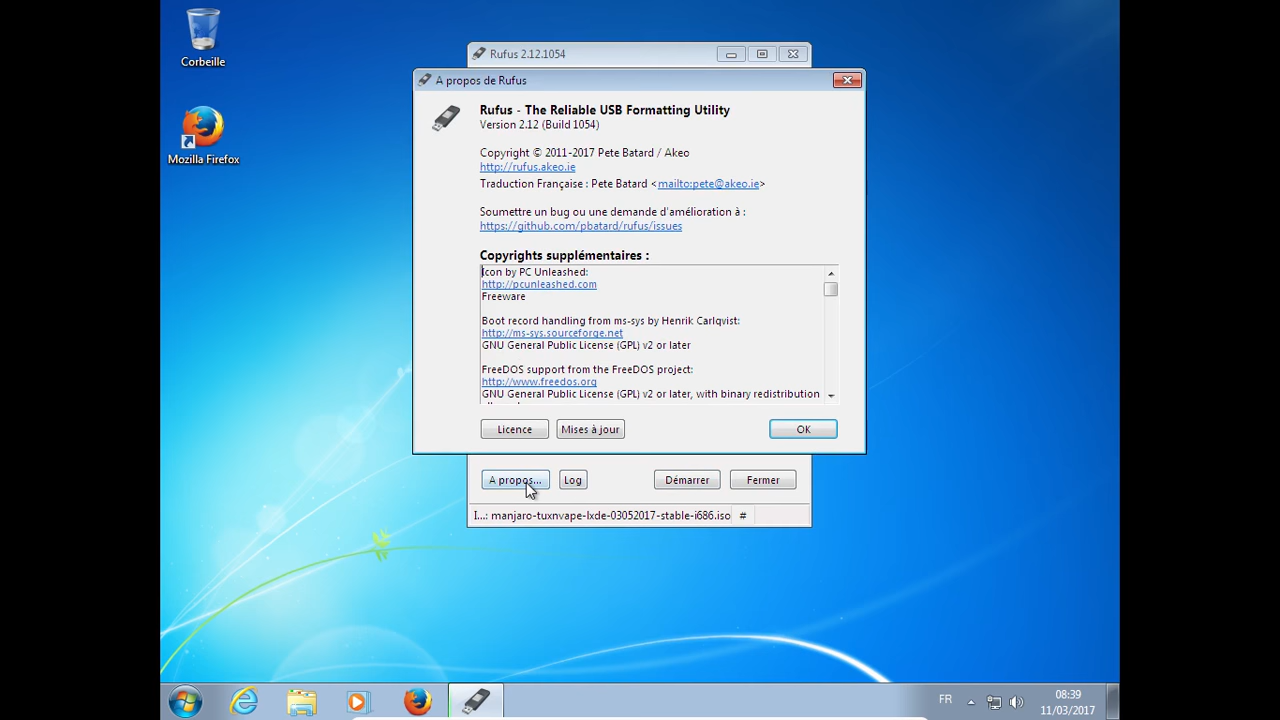 Corbeille
Mozilla Firefox
Rufus 2.12.1054
A propos de Rufus
Rufus - The Reliable USB Formatting Utility
Version 2.12 (Build 1054)
Copyright © 2011-2017 Pete Batard / Akeo
http://rufus.akeo.ie
Traduction Française : Pete Batard <mailto:pete@akeo.ie>
Soumettre un bug ou une demande d'amélioration à :
https://github.com/pbatard/rufus/issues
Copyrights supplémentaires :
Icon by PC Unleashed:
http://pcunleashed.com
Freeware
Boot record handling from ms-sys by Henrik Carlqvist:
http://ms-sys.sourceforge.net
GNU General Public License (GPL) v2 or later
FreeDOS support from the FreeDOS project:
http://www.freedos.org
GNU General Public License (GPL) v2 or later, with binary redistribution
Licence
Mises à jour
OK
A propos...
Log
Démarrer
Fermer
I...: manjaro-tuxnvape-lxde-03052017-stable-i686.iso
#
FR
08:39
11/03/2017